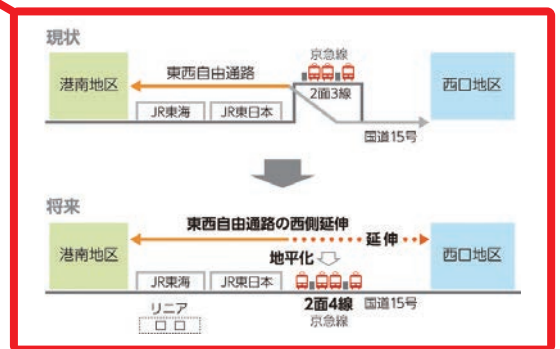 現状
京急線
港南地区
東西自由通路
西口地区
2面3線
JR東海
JR東日本
国道15号
将来
東西自由通路の西側延伸
延伸
港南地区
地平化
西口地区
JR東海
JR東日本
リニア
2面4線
国道15号
京急線